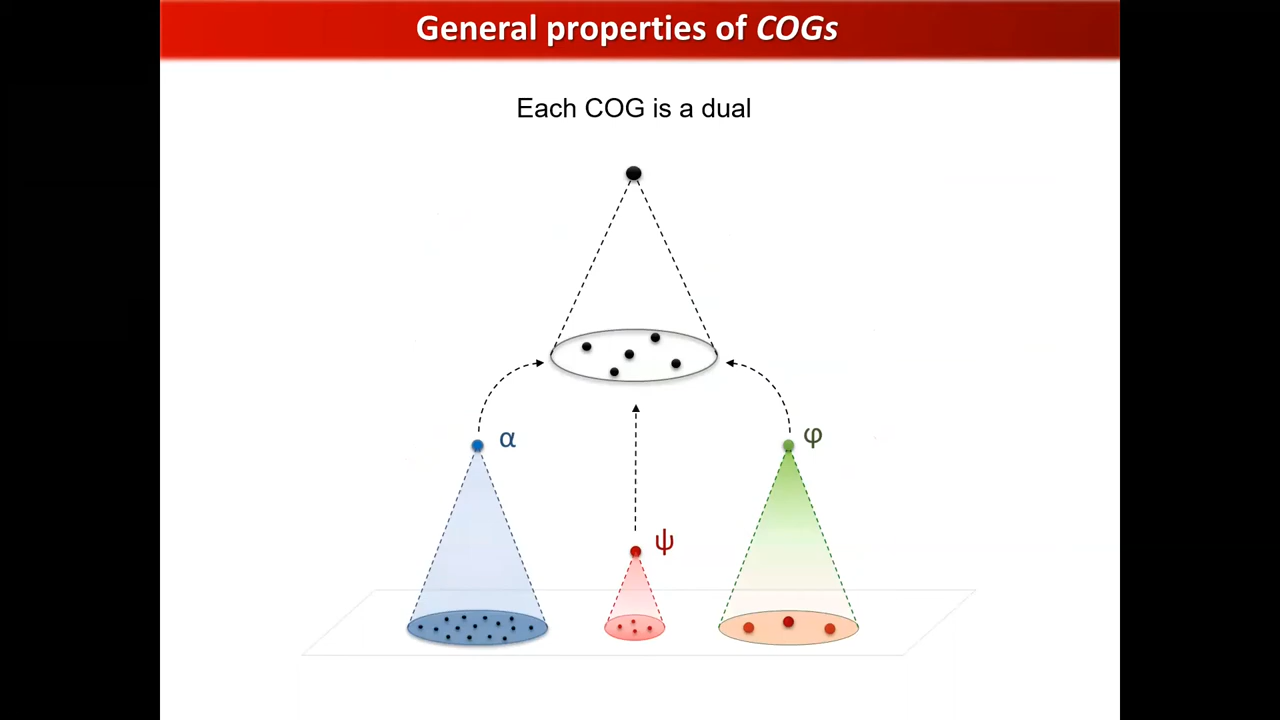 General properties of COGs
Each COG is a dual
α
φ
ψ